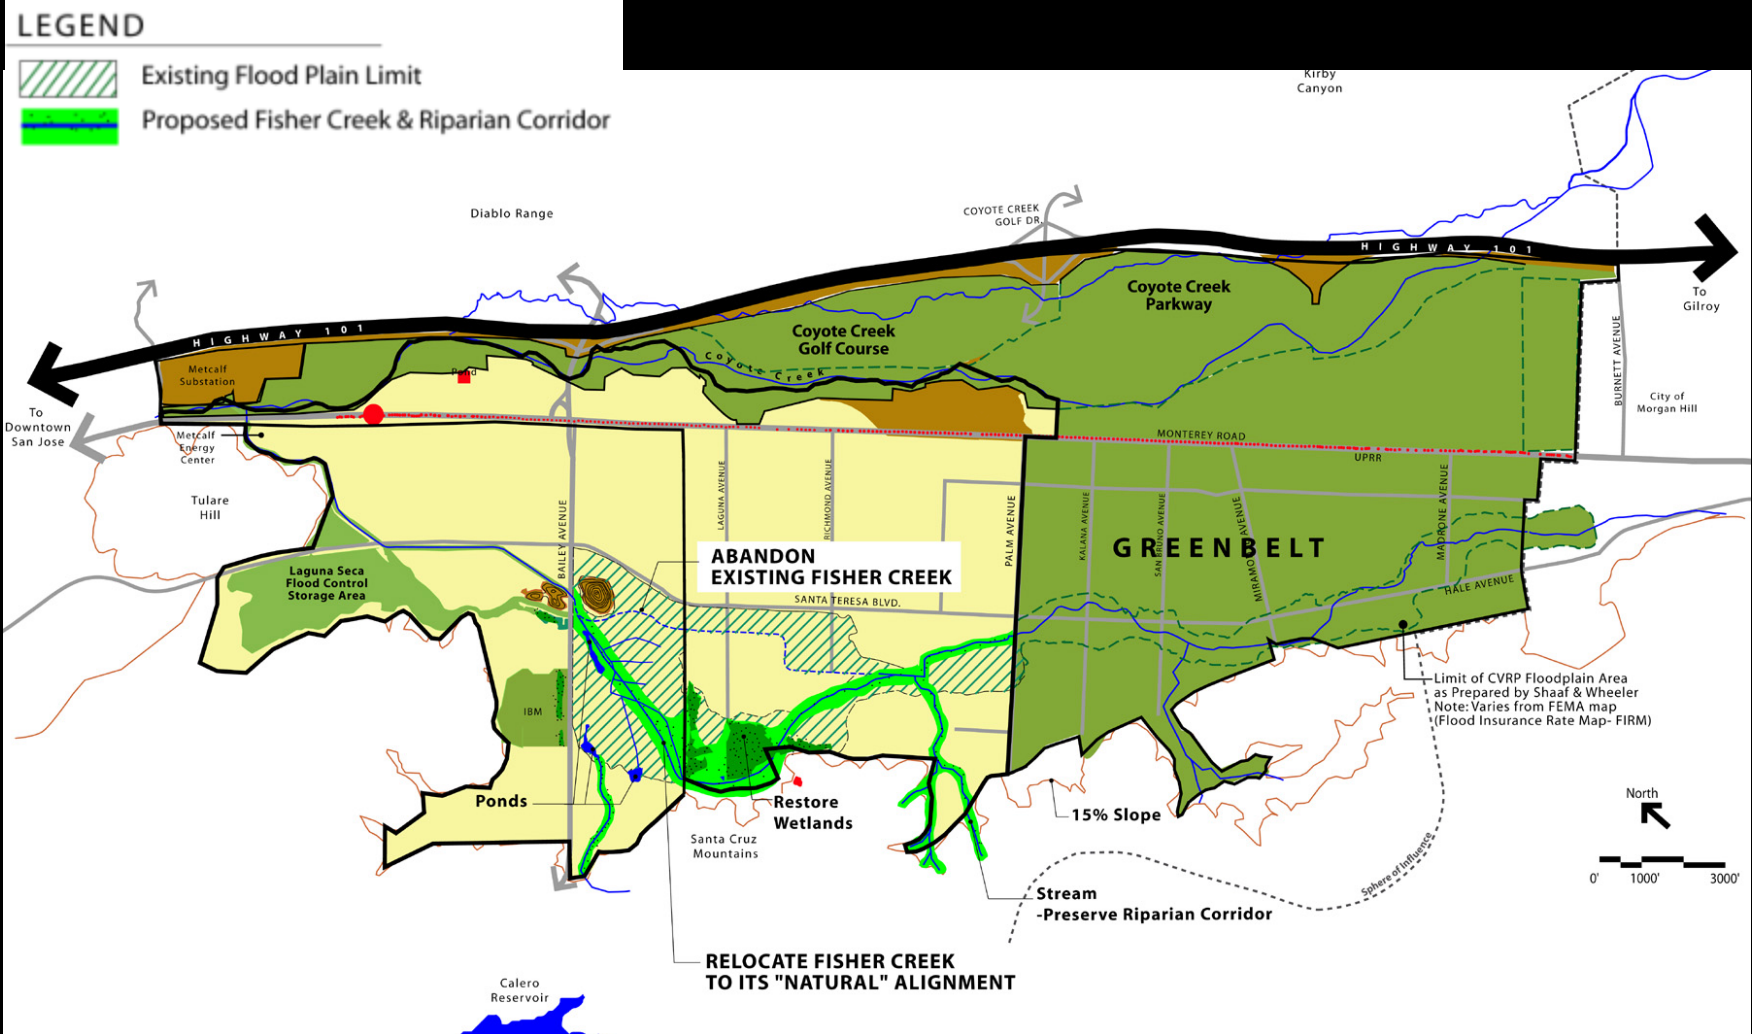 LEGEND
Existing Flood Plain Limit
Proposed Fisher Creek & Riparian Corridor
Kirby
Canyon
Diablo Range
COYOTE CREEK
GOLF DR.
HIGHWAY 101
To
Gilroy
Coyote Creek
Parkway
HIGHWAY 101
Coyote Creek
Golf Course
Coyote Creek
Metcalf
Substation
Pond
BURNETT AVENUE
City of
Morgan Hill
To
Downtown
San Jose
Metcalf
Energy
Center
MONTEREY ROAD
UPRR
Tulare
Hill
LAGUNA AVENUE
RICHMOND AVENUE
BAILEY AVENUE
PALM AVENUE
KALANA AVENUE
SAN BRUNO AVENUE
MIRAMONTE AVENUE
MADRONE AVENUE
GREENBELT
ABANDON
EXISTING FISHER CREEK
Laguna Seca
Flood Control
Storage Area
SANTA TERESA BLVD.
HALE AVENUE
IBM
Limit of CVRP Floodplain Area
as Prepared by Shaaf & Wheeler
Note: Varies from FEMA map
(Flood Insurance Rate Map- FIRM)
Ponds
Restore
Wetlands
15% Slope
Santa Cruz
Mountains
North
0' 1000' 3000'
Sphere of Influence
Stream
-Preserve Riparian Corridor
RELOCATE FISHER CREEK
TO ITS "NATURAL" ALIGNMENT
Calero
Reservoir